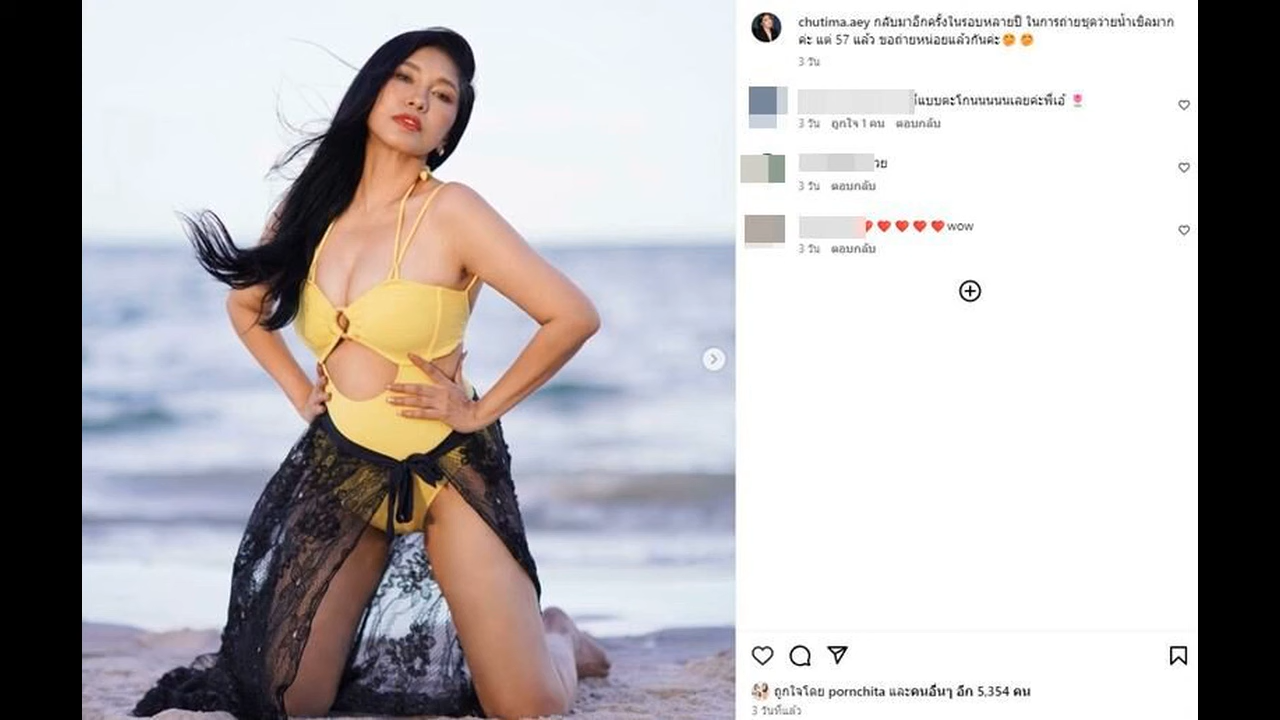 chutima.aey กลับมาอีกครั้งในรอบหลายปี ในการถ่ายชุดว่ายน้ำเซิลมาก
ค่ะ แต่ 57 แล้ว ขอถ่ายหน่อยแล้วกันค่ะ
3 วัน
แบบตะโกนนนนนเลยค่ะพี่เอ๋
3 วัน ถูกใจ 1 คน ตอบกลับ
วย
3 วัน ตอบกลับ
wow
3 วัน ตอบกลับ
ถูกใจโดย pornchita และคนอื่นๆ อีก 5,354 คน
3 วันที่แล้ว